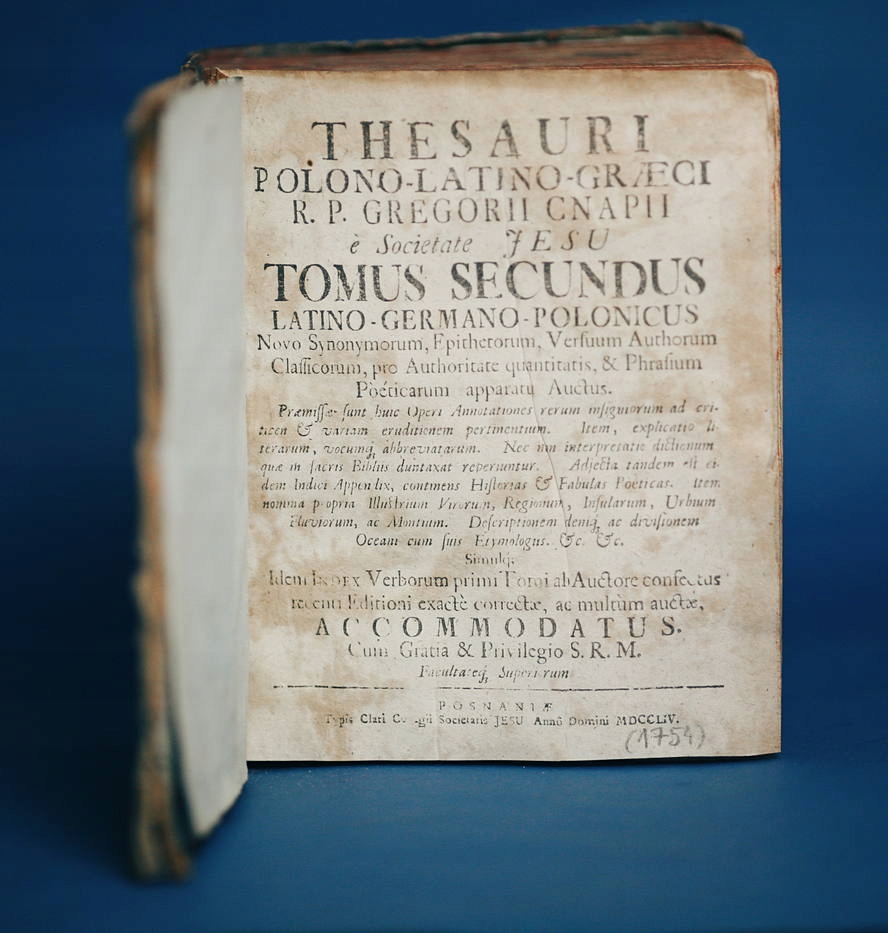 THESAURI
POLONO-LATINO-GRÆCI
R. P. GREGORII CNAPII
è Societate JESU
TOMUS SECUNDUS
LATINO-GERMANO-POLONICUS
Novo Synonymorum, Epithetorum, Verſuum Authorum
Claſſicorum, pro Authoritate quantitatis, & Phraſium
Pòéticarum apparatu Auctus.
Præmiſſæ ſunt huic Operi Annotationes rerum inſigniorum ad eri-
ticen & variam eruditionem pertinentium. Item, explicatio li-
terarum, vocumq́; abbreviatarum. Nec non interpretatio dictionum
quæ in ſacris Bibliis duntaxat reperiuntur. Adjecta tandem eſt ei-
dem Indici Appendix, continens Hiſtorias & Fabulas Poëticas. Item
nomina propria Illuſtrium Virorum, Regionum, Inſularum, Urbium
Fluviorum, ac Montium. Deſcriptionem deniq́; ac diviſionem
Oceani cum ſuis Etymologiis. &c. &c.
Simulq́;
Idem INDEX Verborum primi Tomi ab Auctore confectus
recenti Editioni exactè correctæ, ac multùm auctæ,
ACCOMMODATUS.
Cum Gratiâ & Privilegio S. R. M.
Facultateq́; Superiorum
POSNANIÆ
Typis Clari Societatis JESU Annô Domini MDCCLIV.
(1754)